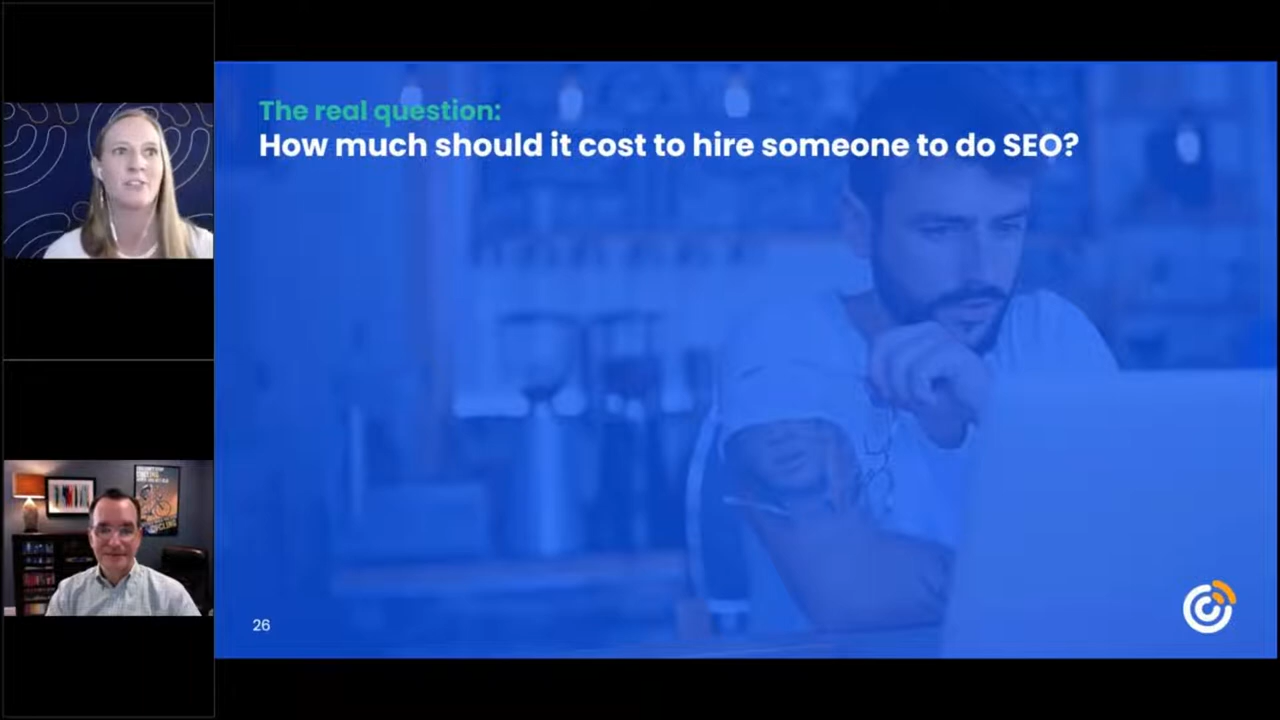 The real question:
How much should it cost to hire someone to do SEO?
26